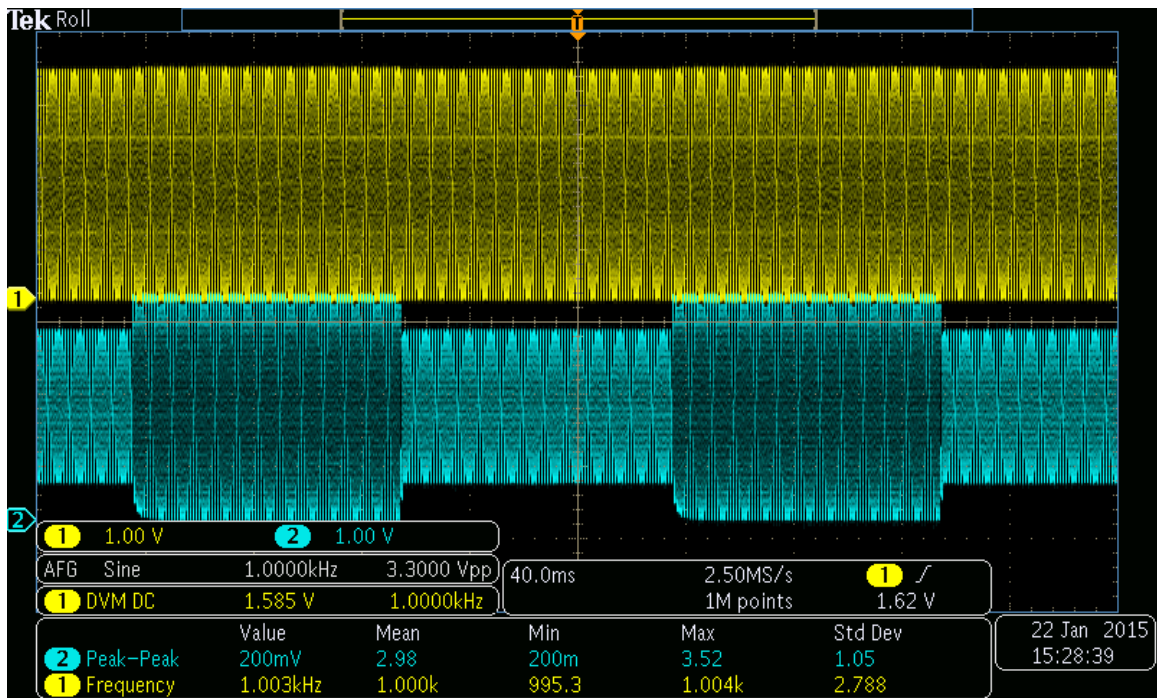 Tek Roll
T
1
2
1 1.00 V 2 1.00 V
AFG Sine 1.0000kHz 3.3000 Vpp
1 DVM DC 1.585 V 1.0000kHz
40.0ms 2.50MS/s 1 ∫
1M points 1.62 V
Value Mean Min Max Std Dev
2 Peak-Peak 200mV 2.98 200m 3.52 1.05
1 Frequency 1.003kHz 1.000k 995.3 1.004k 2.788
22 Jan 2015
15:28:39